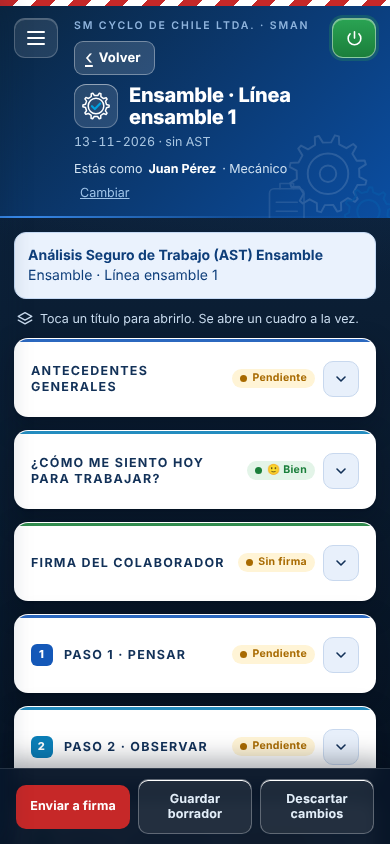 SM CYCLO DE CHILE LTDA. · SMAN
Volver
Ensamble · Línea
ensamble 1
13-11-2026 · sin AST
Estás como Juan Pérez · Mecánico
Cambiar
Análisis Seguro de Trabajo (AST) Ensamble
Ensamble · Línea ensamble 1
Toca un título para abrirlo. Se abre un cuadro a la vez.
ANTECEDENTES
GENERALES
Pendiente
¿CÓMO ME SIENTO HOY
PARA TRABAJAR?
🙂 Bien
FIRMA DEL COLABORADOR
Sin firma
1 PASO 1 · PENSAR
Pendiente
2 PASO 2 · OBSERVAR
Pendiente
Enviar a firma
Guardar
borrador
Descartar
cambios